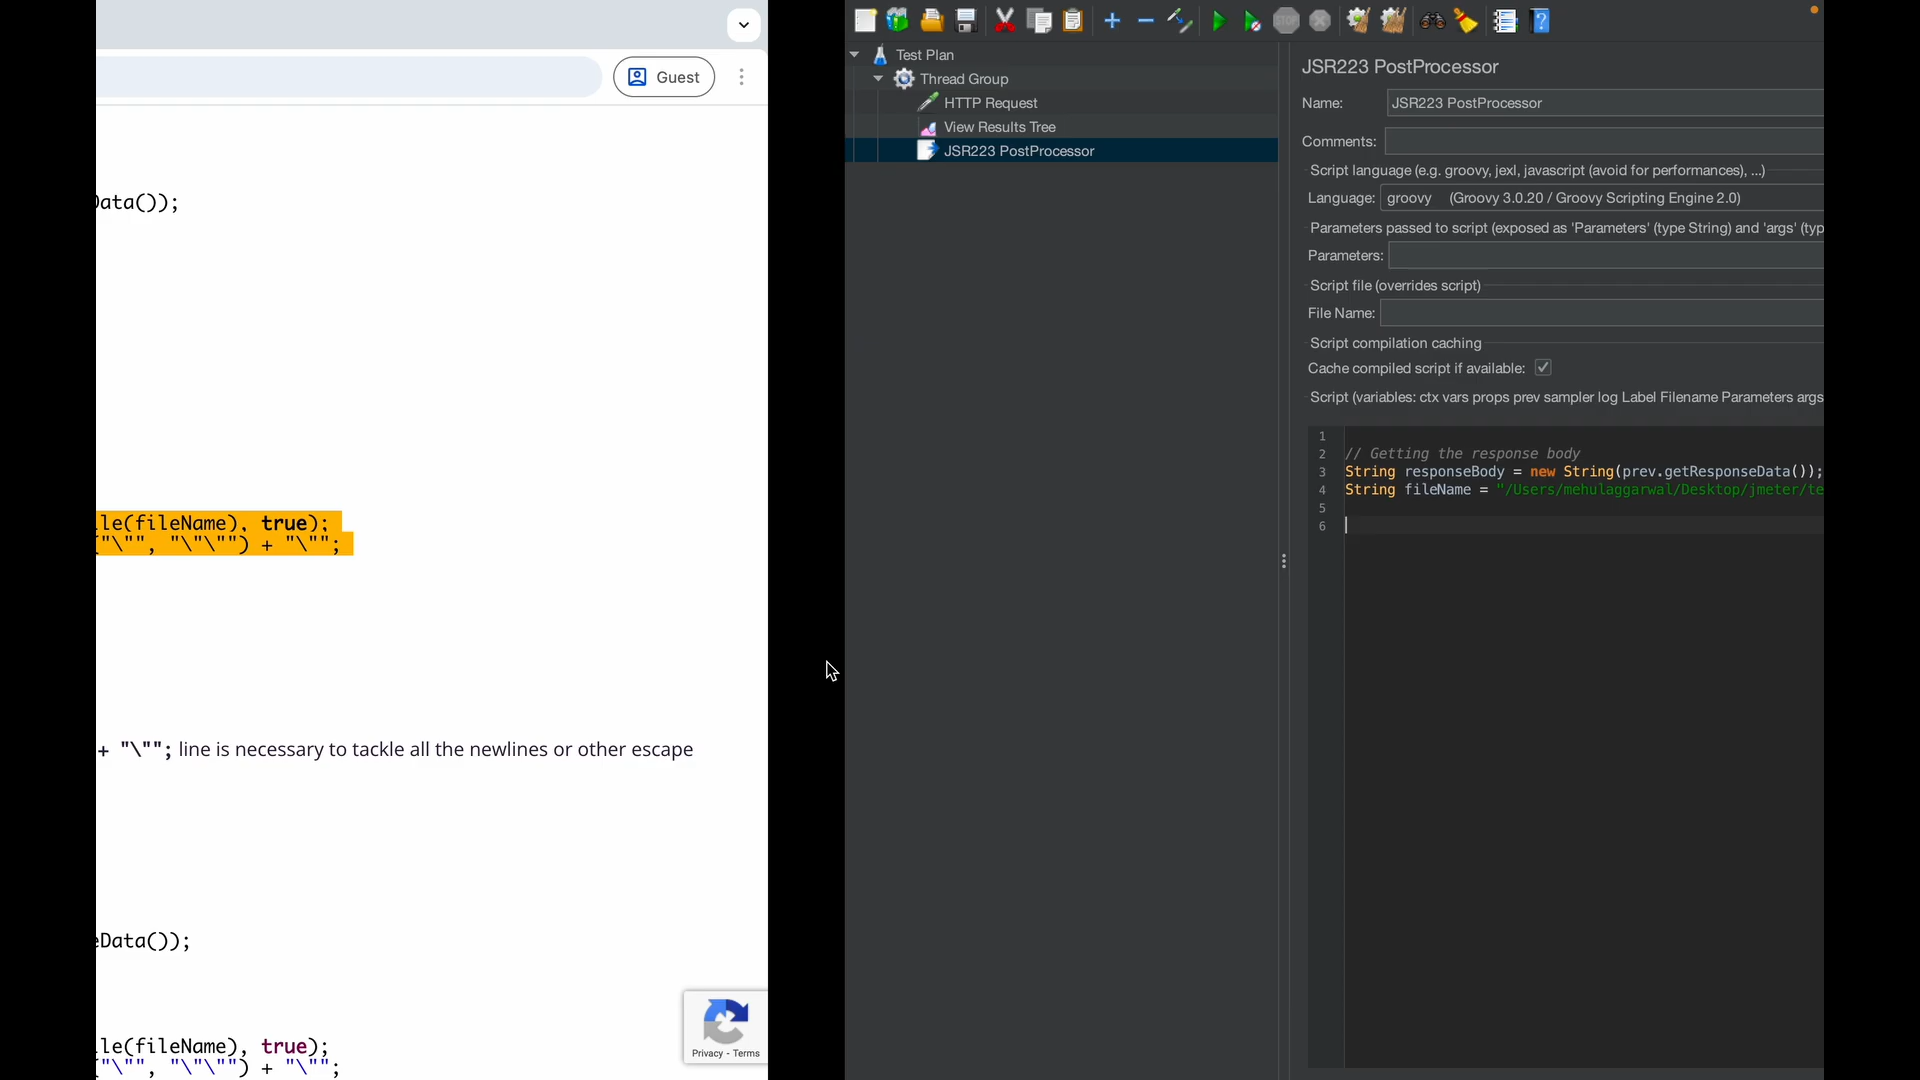 Guest
Data());
le(fileName), true);
("\"", "\"\"") + "\"";
+ "\""; line is necessary to tackle all the newlines or other escape
eData());
le(fileName), true);
("\"", "\"\"") + "\"";
Privacy - Terms
STOP
Test Plan
Thread Group
HTTP Request
View Results Tree
JSR223 PostProcessor
JSR223 PostProcessor
Name: JSR223 PostProcessor
Comments:
Script language (e.g. groovy, jexl, javascript (avoid for performances), ...)
Language: groovy (Groovy 3.0.20 / Groovy Scripting Engine 2.0)
Parameters passed to script (exposed as 'Parameters' (type String) and 'args' (typ
Parameters:
Script file (overrides script)
File Name:
Script compilation caching
Cache compiled script if available:
Script (variables: ctx vars props prev sampler log Label Filename Parameters args
1
2 // Getting the response body
3 String responseBody = new String(prev.getResponseData());
4 String fileName = "/Users/mehulaggarwal/Desktop/jmeter/te
5
6